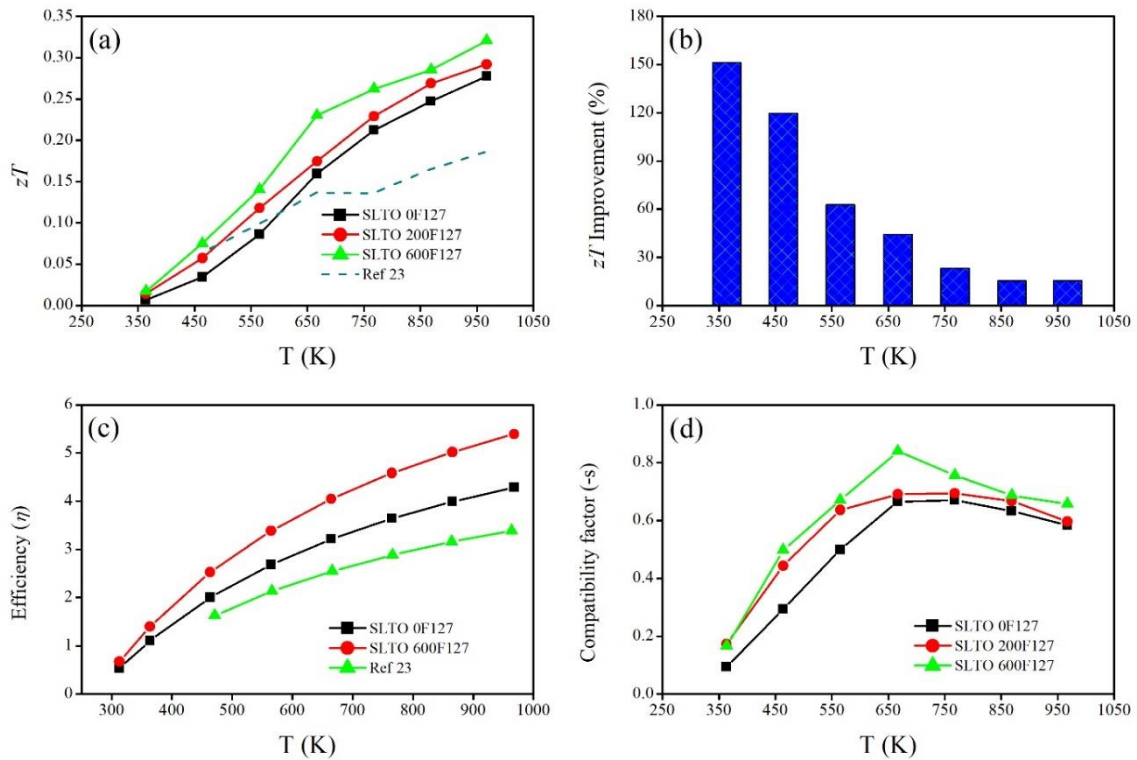 (a)
zT
0.35
0.30
0.25
0.20
0.15
0.10
0.05
0.00
250 350 450 550 650 750 850 950 1050
T (K)
SLTO 0F127
SLTO 200F127
SLTO 600F127
Ref 23
(b)
zT Improvement (%)
180
150
120
90
60
30
0
250 350 450 550 650 750 850 950 1050
T (K)
(c)
Efficiency (η)
6
5
4
3
2
1
0
300 400 500 600 700 800 900 1000
T (K)
SLTO 0F127
SLTO 600F127
Ref 23
(d)
Compatibility factor (-s)
1.0
0.8
0.6
0.4
0.2
0.0
250 350 450 550 650 750 850 950 1050
T (K)
SLTO 0F127
SLTO 200F127
SLTO 600F127